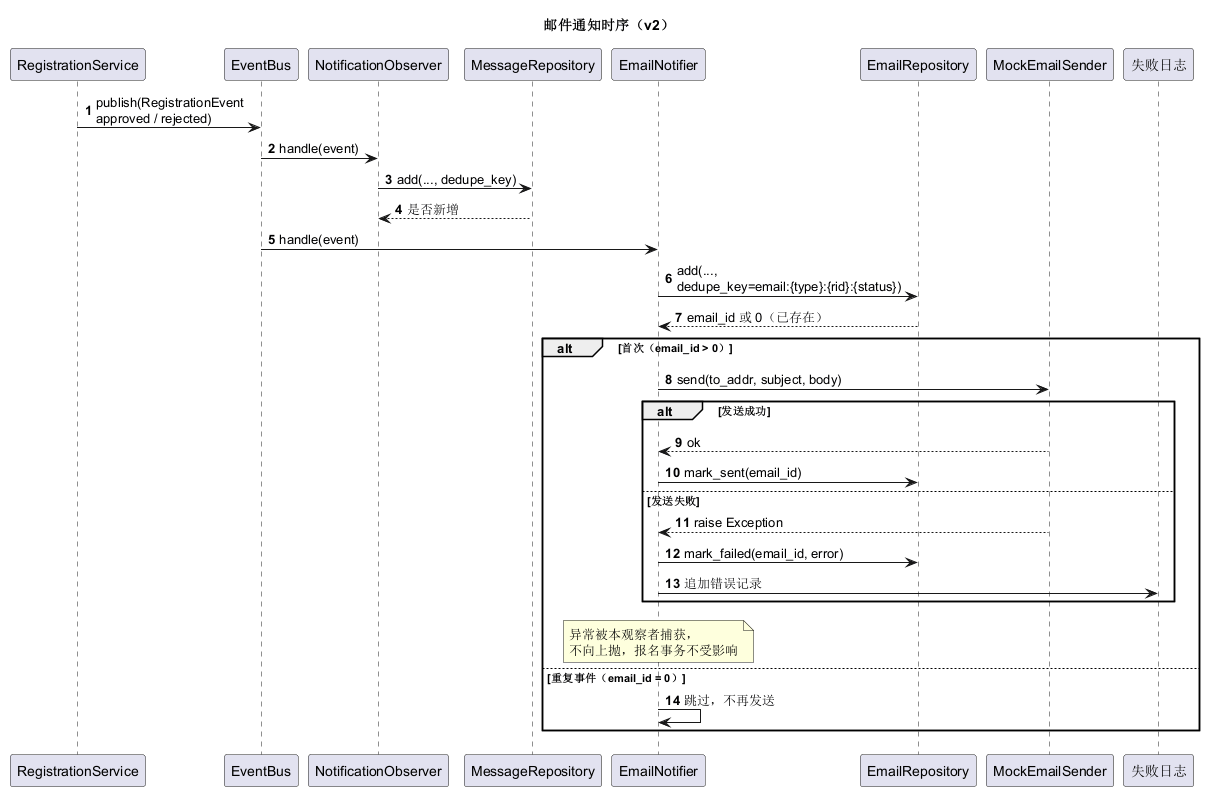 邮件通知时序（v2）
RegistrationService
EventBus
NotificationObserver
MessageRepository
EmailNotifier
EmailRepository
MockEmailSender
失败日志
1 publish(RegistrationEvent
approved / rejected)
2 handle(event)
3 add(..., dedupe_key)
4 是否新增
5 handle(event)
6 add(...,
dedupe_key=email:{type}:{rid}:{status})
7 email_id 或 0（已存在）
alt [首次（email_id > 0）]
8 send(to_addr, subject, body)
alt [发送成功]
9 ok
10 mark_sent(email_id)
[发送失败]
11 raise Exception
12 mark_failed(email_id, error)
13 追加错误记录
异常被本观察者捕获，
不向上抛，报名事务不受影响
[重复事件（email_id = 0）]
14 跳过，不再发送
RegistrationService
EventBus
NotificationObserver
MessageRepository
EmailNotifier
EmailRepository
MockEmailSender
失败日志